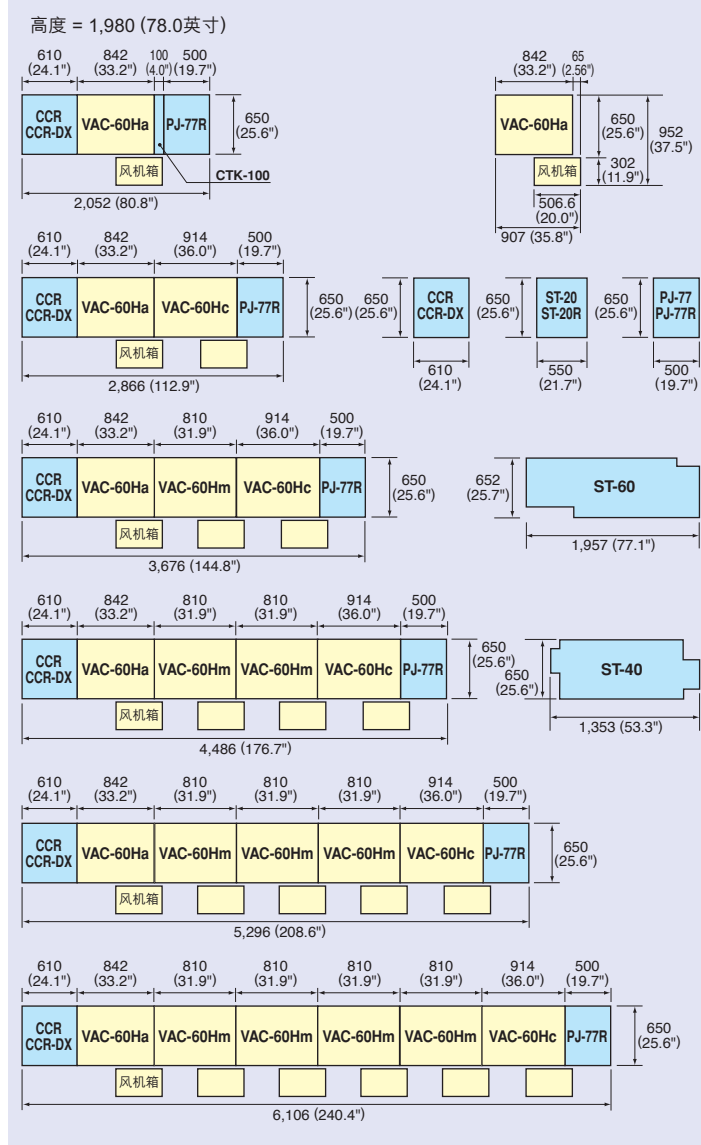 高度 = 1,980 (78.0英寸)
610 842 100 500
(24.1") (33.2") (4.0") (19.7")
CCR
CCR-DX
VAC-60Ha
PJ-77R
650
(25.6")
风机箱
CTK-100
2,052 (80.8")
842 65
(33.2") (2.56")
VAC-60Ha
650
(25.6")
952
(37.5")
302
(11.9")
风机箱
506.6
(20.0")
907 (35.8")
610 842 914 500
(24.1") (33.2") (36.0") (19.7")
CCR
CCR-DX
VAC-60Ha
VAC-60Hc
PJ-77R
650
(25.6")
风机箱
2,866 (112.9")
650
(25.6")
CCR
CCR-DX
610
(24.1")
650
(25.6")
ST-20
ST-20R
550
(21.7")
650
(25.6")
PJ-77
PJ-77R
500
(19.7")
610 842 810 914 500
(24.1") (33.2") (31.9") (36.0") (19.7")
CCR
CCR-DX
VAC-60Ha
VAC-60Hm
VAC-60Hc
PJ-77R
650
(25.6")
风机箱
3,676 (144.8")
652
(25.7")
ST-60
1,957 (77.1")
610 842 810 810 914 500
(24.1") (33.2") (31.9") (31.9") (36.0") (19.7")
CCR
CCR-DX
VAC-60Ha
VAC-60Hm
VAC-60Hm
VAC-60Hc
PJ-77R
650
(25.6")
风机箱
4,486 (176.7")
650
(25.6")
ST-40
1,353 (53.3")
610 842 810 810 810 914 500
(24.1") (33.2") (31.9") (31.9") (31.9") (36.0") (19.7")
CCR
CCR-DX
VAC-60Ha
VAC-60Hm
VAC-60Hm
VAC-60Hm
VAC-60Hc
PJ-77R
650
(25.6")
风机箱
5,296 (208.6")
610 842 810 810 810 810 914 500
(24.1") (33.2") (31.9") (31.9") (31.9") (31.9") (36.0") (19.7")
CCR
CCR-DX
VAC-60Ha
VAC-60Hm
VAC-60Hm
VAC-60Hm
VAC-60Hm
VAC-60Hc
PJ-77R
650
(25.6")
风机箱
6,106 (240.4")